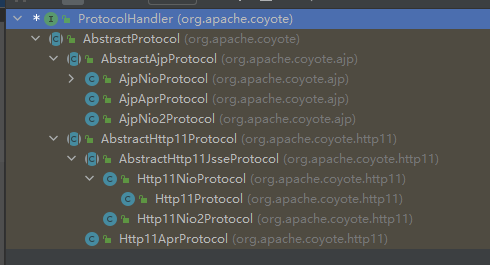 ProtocolHandler (org.apache.coyote)
AbstractProtocol (org.apache.coyote)
AbstractAjpProtocol (org.apache.coyote.ajp)
AjpNioProtocol (org.apache.coyote.ajp)
AjpAprProtocol (org.apache.coyote.ajp)
AjpNio2Protocol (org.apache.coyote.ajp)
AbstractHttp11Protocol (org.apache.coyote.http11)
AbstractHttp11JsseProtocol (org.apache.coyote.http11)
Http11NioProtocol (org.apache.coyote.http11)
Http11Protocol (org.apache.coyote.http11)
Http11Nio2Protocol (org.apache.coyote.http11)
Http11AprProtocol (org.apache.coyote.http11)